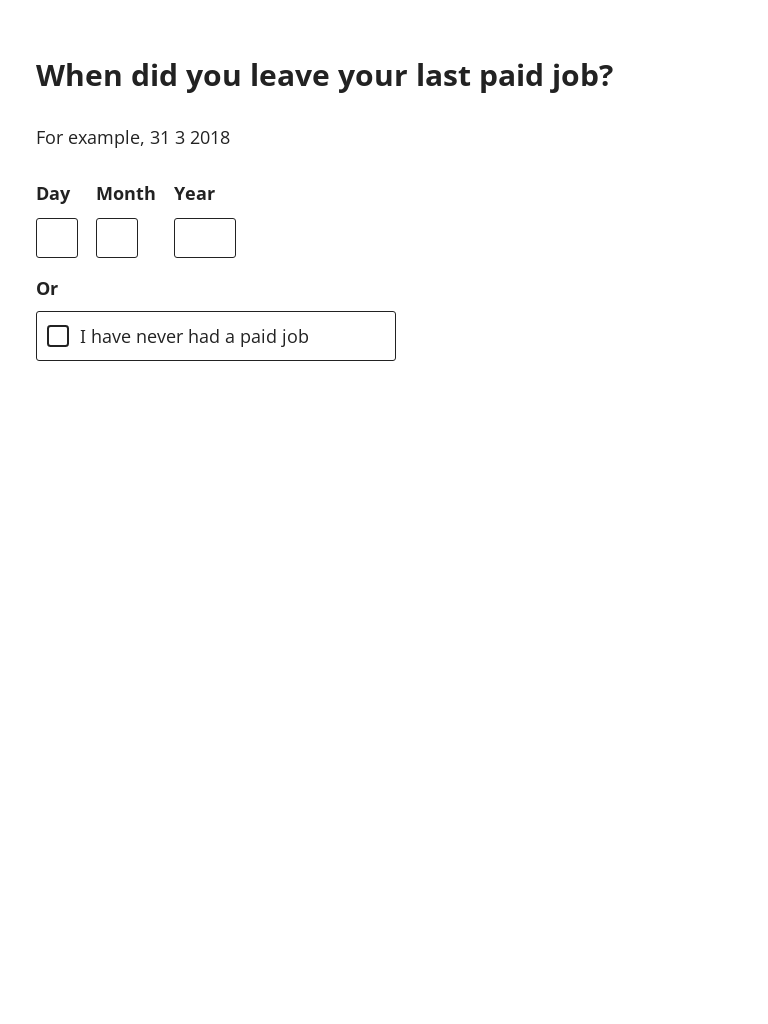 When did you leave your last paid job?
For example, 31 3 2018
Day Month Year
Or
I have never had a paid job